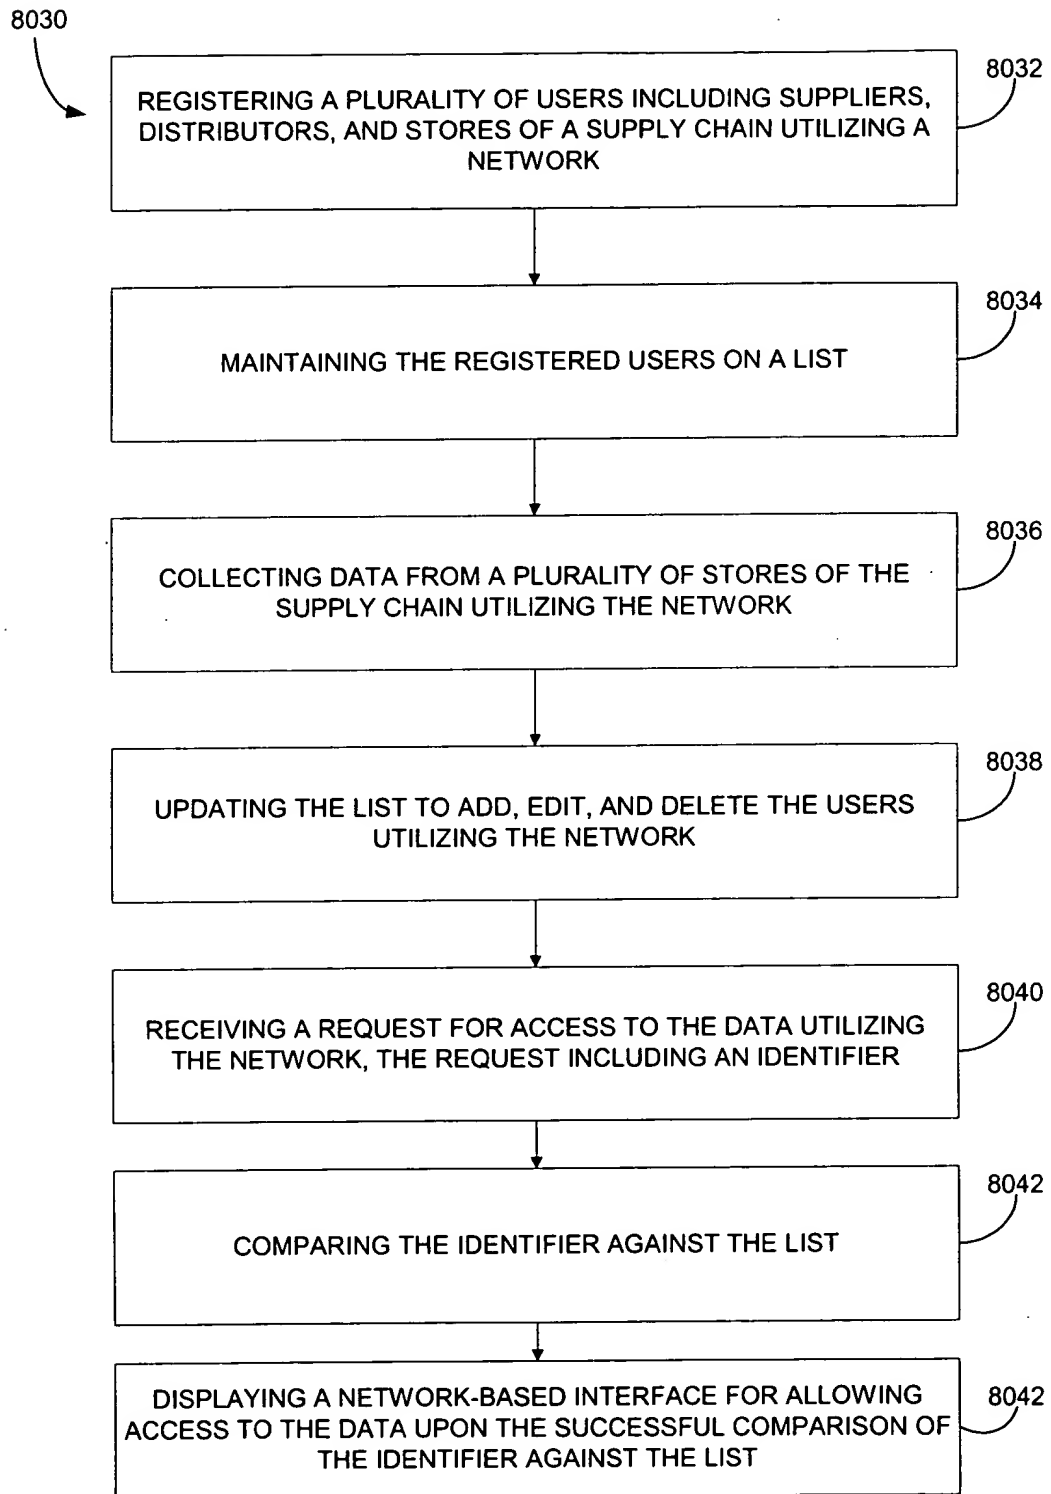 8030
8032
REGISTERING A PLURALITY OF USERS INCLUDING SUPPLIERS,
DISTRIBUTORS, AND STORES OF A SUPPLY CHAIN UTILIZING A
NETWORK
8034
MAINTAINING THE REGISTERED USERS ON A LIST
8036
COLLECTING DATA FROM A PLURALITY OF STORES OF THE
SUPPLY CHAIN UTILIZING THE NETWORK
8038
UPDATING THE LIST TO ADD, EDIT, AND DELETE THE USERS
UTILIZING THE NETWORK
8040
RECEIVING A REQUEST FOR ACCESS TO THE DATA UTILIZING
THE NETWORK, THE REQUEST INCLUDING AN IDENTIFIER
8042
COMPARING THE IDENTIFIER AGAINST THE LIST
8042
DISPLAYING A NETWORK-BASED INTERFACE FOR ALLOWING
ACCESS TO THE DATA UPON THE SUCCESSFUL COMPARISON OF
THE IDENTIFIER AGAINST THE LIST